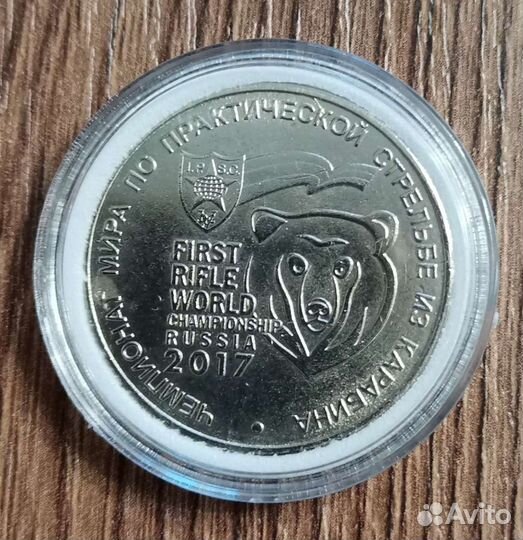 ЧЕМПИОНАТ МИРА ПО ПРАКТИЧЕСКОЙ СТРЕЛЬБЕ ИЗ КАРАБИНА
I.P.S.C.
FIRST
RIFLE
WORLD
CHAMPIONSHIP
RUSSIA
2017
Avito